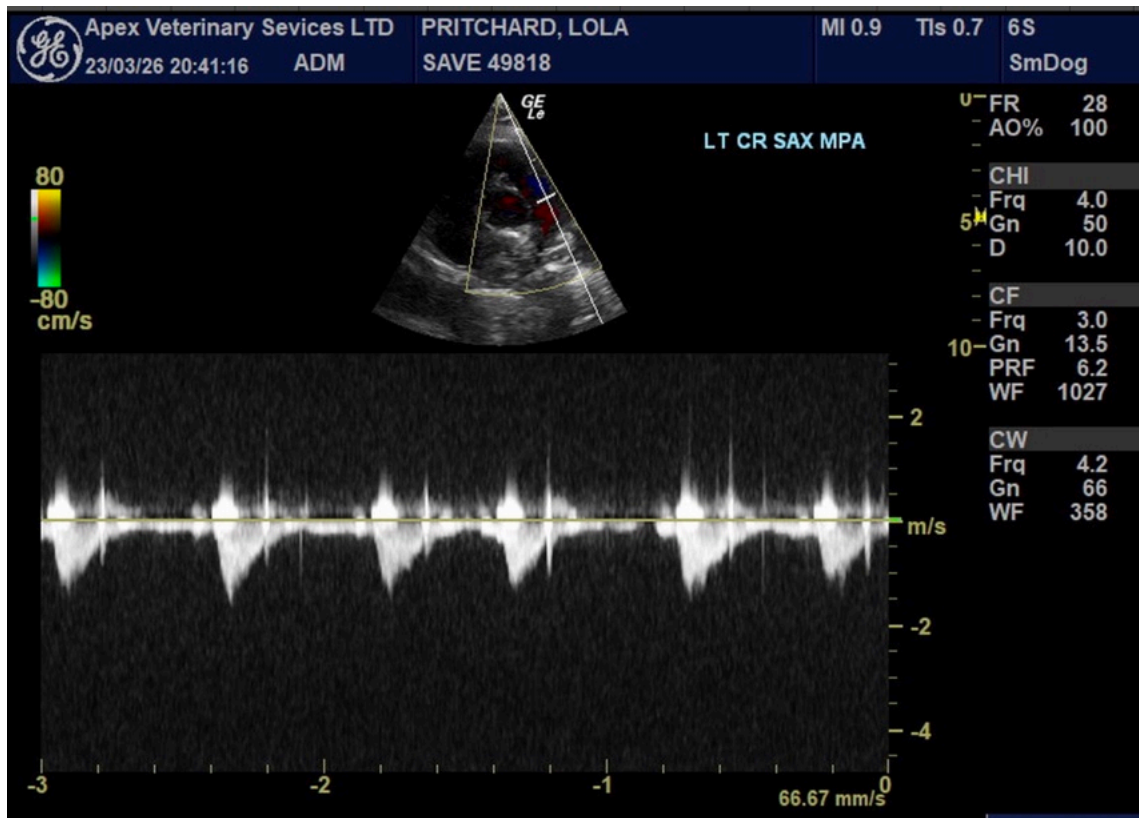 GE Apex Veterinary Sevices LTD PRITCHARD, LOLA MI 0.9 TIs 0.7 6S
23/03/26 20:41:16 ADM SAVE 49818 SmDog
GE
Le
LT CR SAX MPA
0
5
10
FR 28
AO% 100
CHI
Frq 4.0
Gn 50
D 10.0
CF
Frq 3.0
Gn 13.5
PRF 6.2
WF 1027
CW
Frq 4.2
Gn 66
WF 358
80
-80
cm/s
2
m/s
-2
-4
-3 -2 -1 0
66.67 mm/s